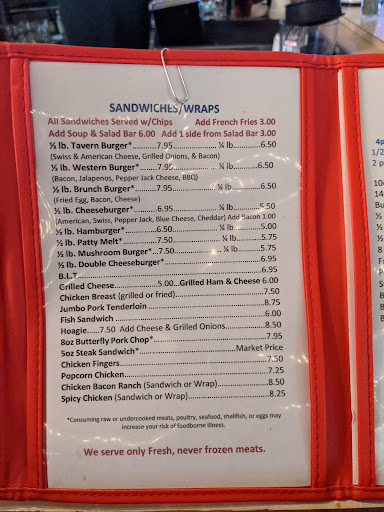 SANDWICHES/WRAPS
All Sandwiches Served w/Chips Add French Fries 3.00
Add Soup & Salad Bar 6.00 Add 1 side from Salad Bar 3.00
½ lb. Tavern Burger*..........7.95..................¼ lb..........6.50
(Swiss & American Cheese, Grilled Onions, & Bacon)
½ lb. Western Burger*........7.95..................¼ lb..........6.50
(Bacon, Jalapenos, Pepper Jack Cheese, BBQ)
½ lb. Brunch Burger*..........7.95..................¼ lb..........6.50
(Fried Egg, Bacon, Cheese)
½ lb. Cheeseburger*..........6.95..................¼ lb..........5.50
(American, Swiss, Pepper Jack, Blue Cheese, Cheddar) Add Bacon 1.00
½ lb. Hamburger*..........6.50..................¼ lb..........5.00
½ lb. Patty Melt*..........7.50..................¼ lb..........5.75
½ lb. Mushroom Burger*...7.50..................¼ lb..........5.75
½ lb. Double Cheeseburger*..............................6.95
B.L.T..............................6.95
Grilled Cheese..........5.00...Grilled Ham & Cheese 6.00
Chicken Breast (grilled or fried)..............................7.50
Jumbo Pork Tenderloin..............................8.75
Fish Sandwich..............................6.00
Hoagie.......7.50 Add Cheese & Grilled Onions..........8.50
8oz Butterfly Pork Chop*..............................7.95
5oz Steak Sandwich*..............................Market Price
Chicken Fingers..............................7.50
Popcorn Chicken..............................7.25
Chicken Bacon Ranch (Sandwich or Wrap)..............8.50
Spicy Chicken (Sandwich or Wrap)..............8.25
*Consuming raw or undercooked meats, poultry, seafood, shellfish, or eggs may
increase your risk of foodborne illness.
We serve only Fresh, never frozen meats.